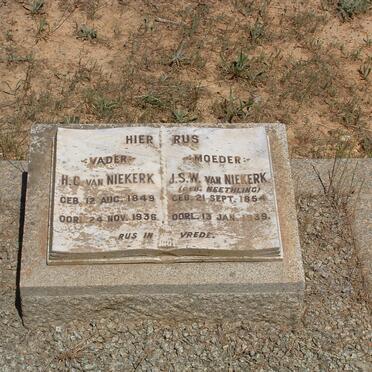 HIER RUS
VADER
H.C. VAN NIEKERK
GEB. 12 AUG. 1849
OORL. 24 NOV. 1936
MOEDER
J.S.W. VAN NIEKERK
(GEB. NEETHLING)
GEB. 21 SEPT. 1854
OORL. 13 JAN. 1939.
RUS IN VREDE.